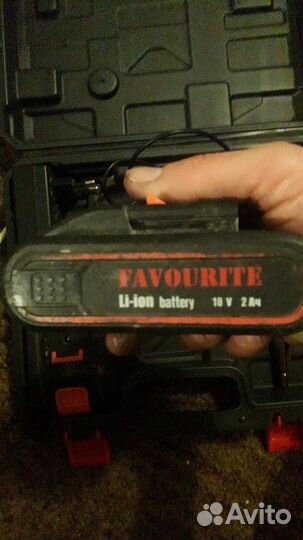 FAVOURITE
Li-ion battery 18 V 2 Ач
Avito